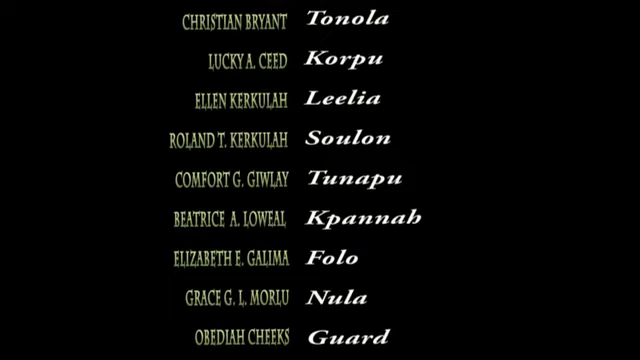 CHRISTIAN BRYANT Tonola
LUCKY A. CEED Korpu
ELLEN KERKULAH Leelia
ROLAND T. KERKULAH Soulon
COMFORT G. GIWLAY Tunapu
BEATRICE A. LOWEAL Kpannah
ELIZABETH E. GALIMA Folo
GRACE G. L. MORLU Nula
OBEDIAH CHEEKS Guard